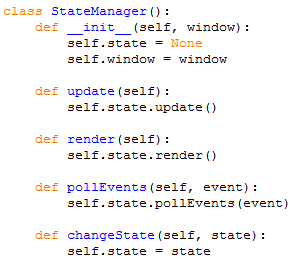 class StateManager():
    def __init__(self, window):
        self.state = None
        self.window = window

    def update(self):
        self.state.update()

    def render(self):
        self.state.render()

    def pollEvents(self, event):
        self.state.pollEvents(event)

    def changeState(self, state):
        self.state = state